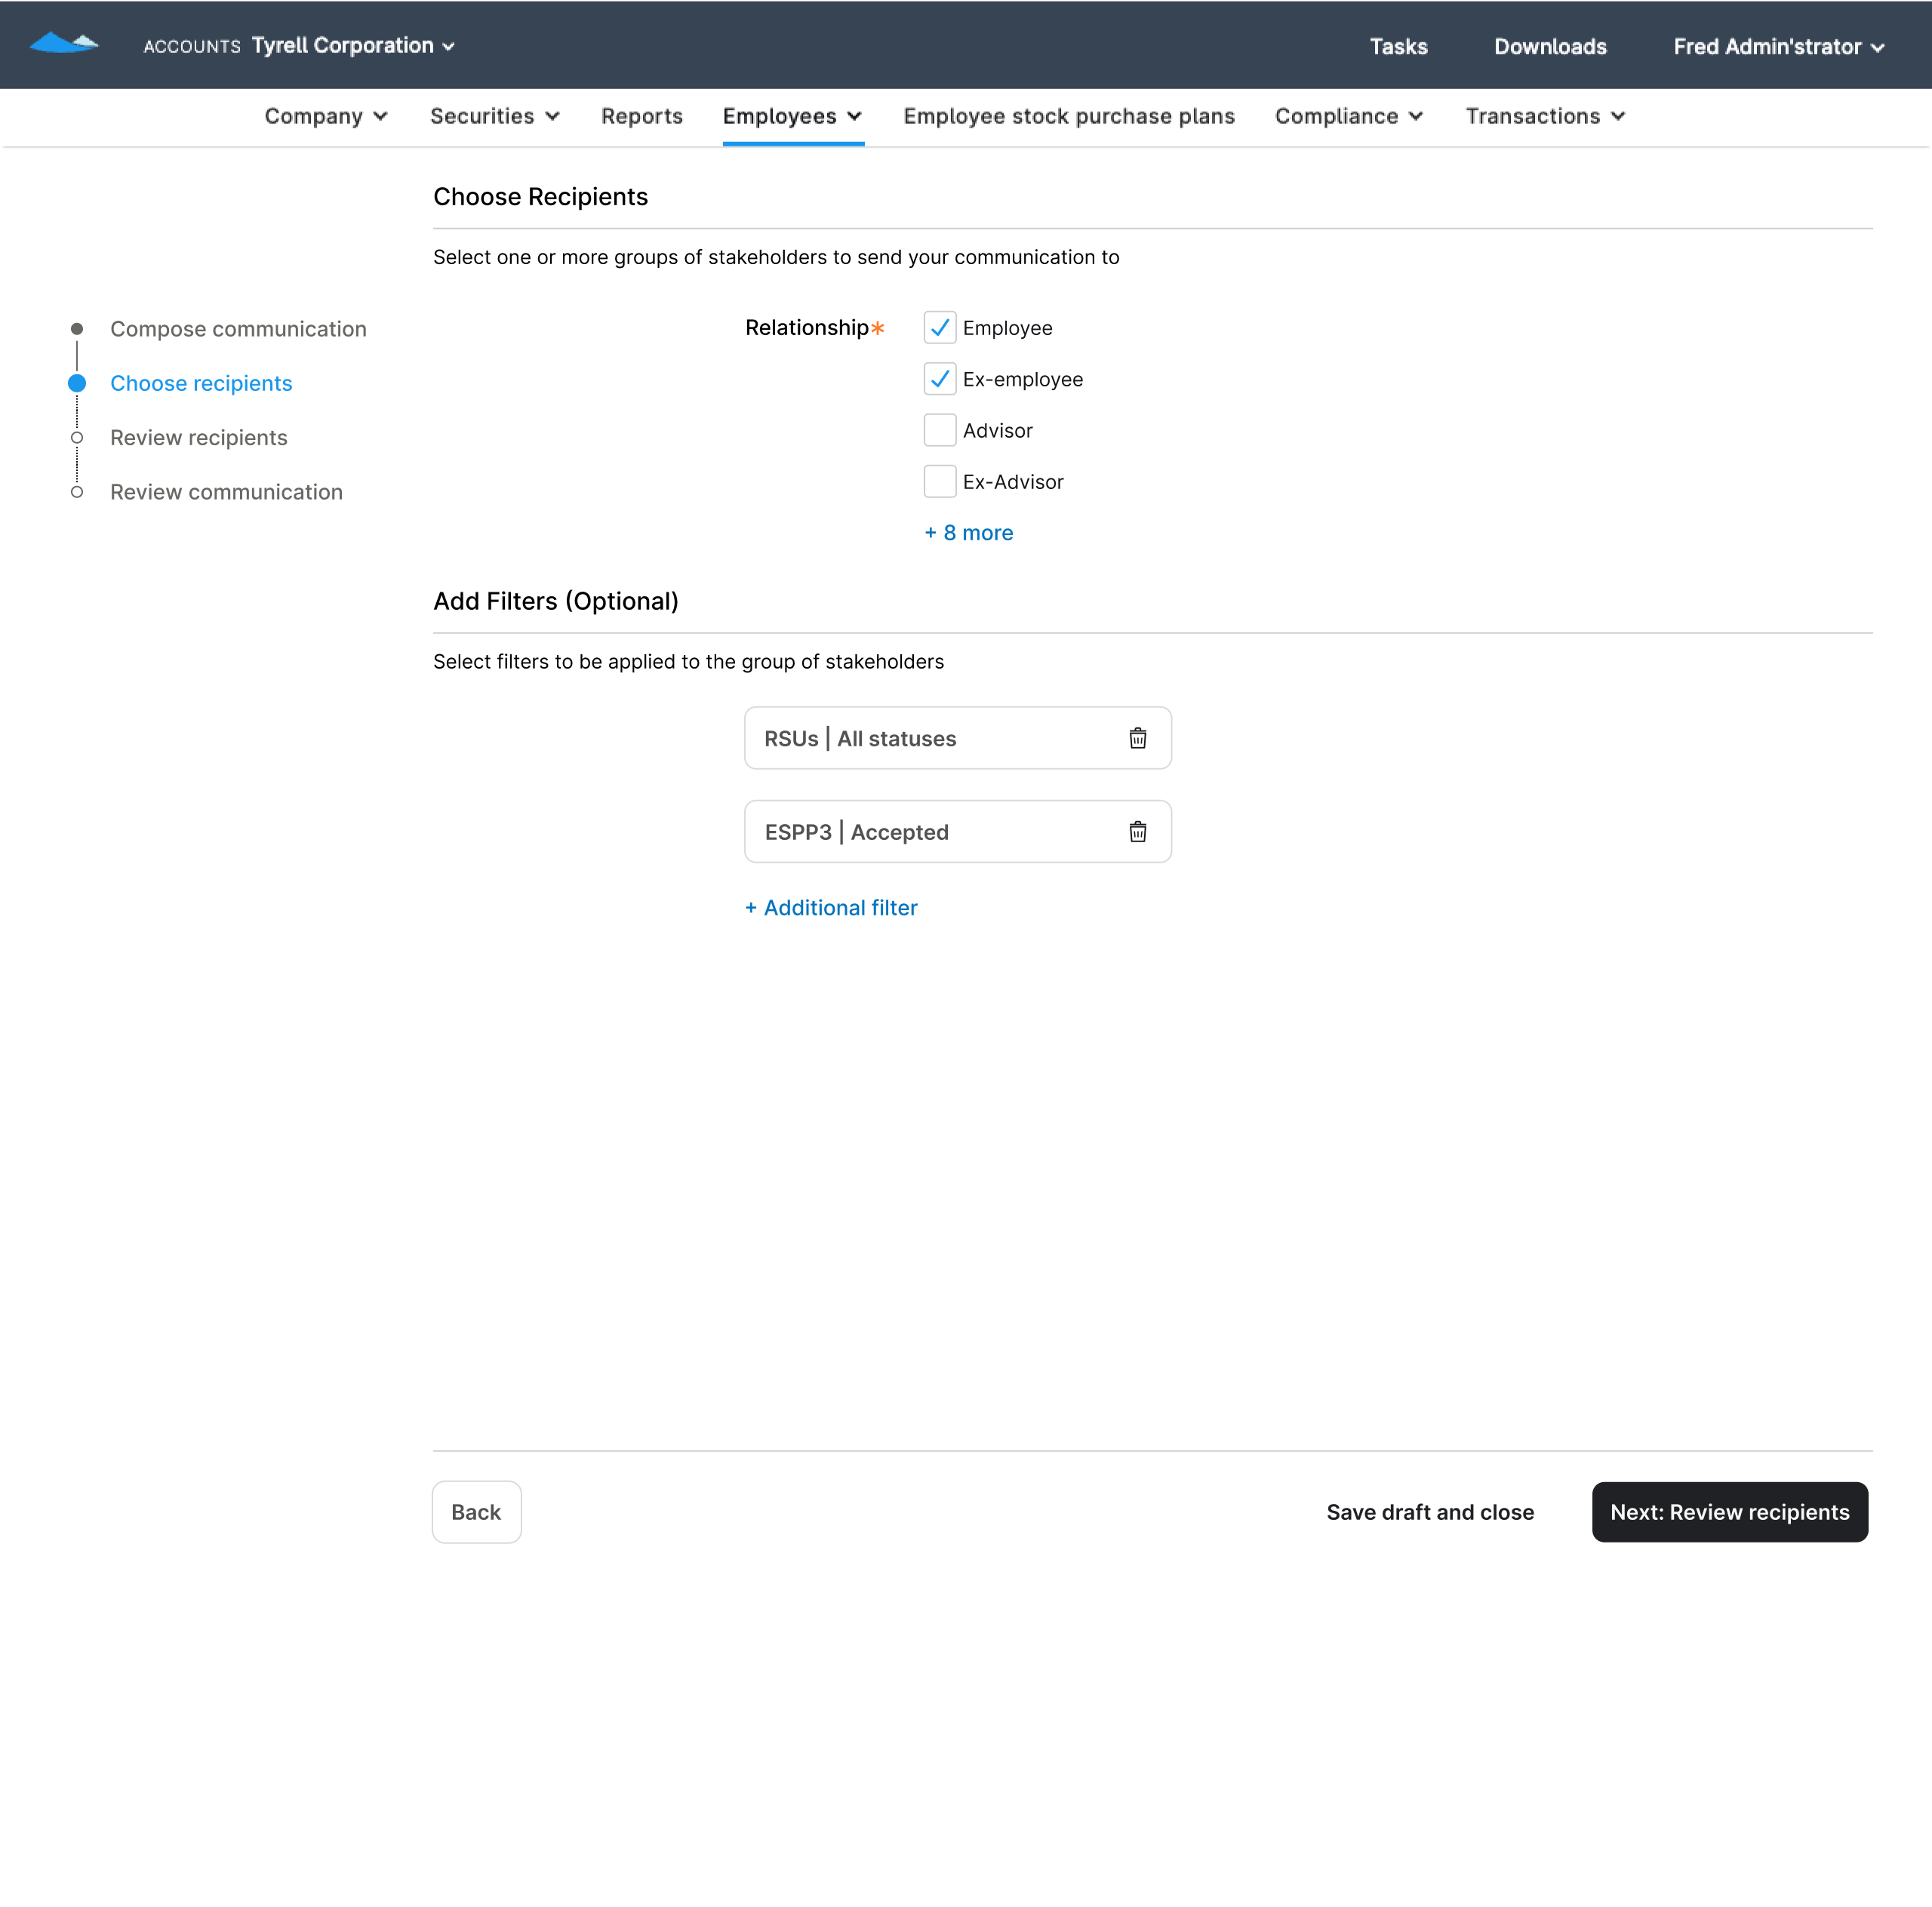 ACCOUNTS Tyrell Corporation
Tasks
Downloads
Fred Admin'strator
Company
Securities
Reports
Employees
Employee stock purchase plans
Compliance
Transactions
Choose Recipients
Select one or more groups of stakeholders to send your communication to
Compose communication
Choose recipients
Review recipients
Review communication
Relationship*
Employee
Ex-employee
Advisor
Ex-Advisor
+ 8 more
Add Filters (Optional)
Select filters to be applied to the group of stakeholders
RSUs | All statuses
ESPP3 | Accepted
+ Additional filter
Back
Save draft and close
Next: Review recipients